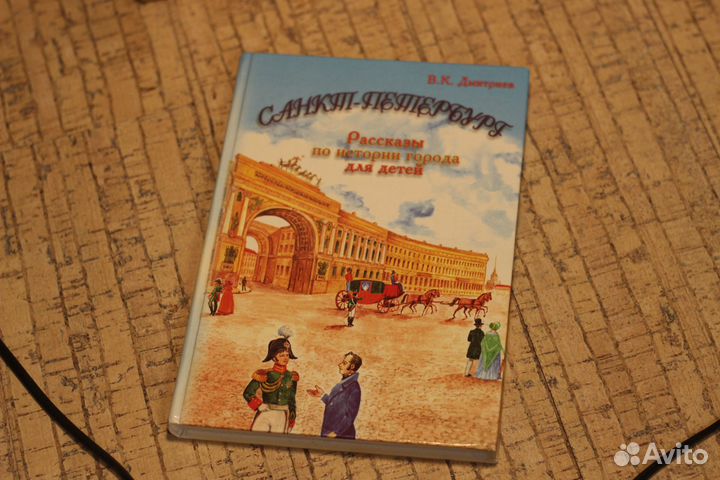 В.К. Дмитриев
САНКТ-ПЕТЕРБУРГ
Рассказы
по истории города
для детей
Avito